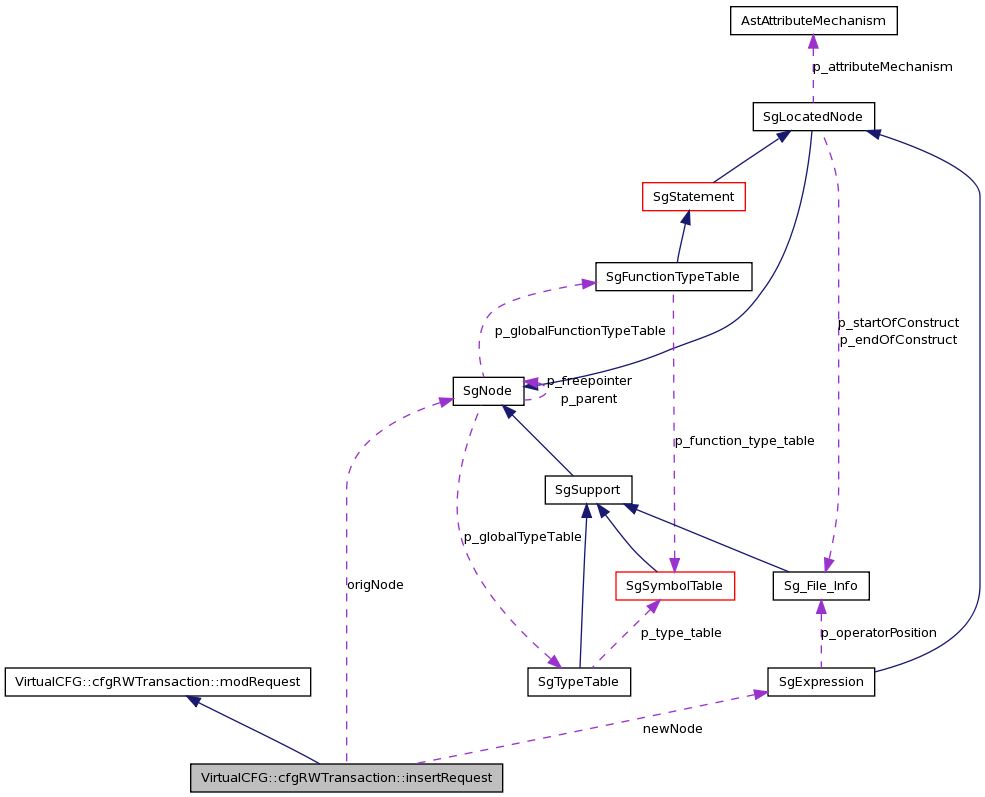 AstAttributeMechanism
p_attributeMechanism
SgLocatedNode
SgStatement
SgFunctionTypeTable
p_startOfConstruct
p_endOfConstruct
p_globalFunctionTypeTable
SgNode
p_freepointer
p_parent
p_function_type_table
SgSupport
p_globalTypeTable
origNode
SgSymbolTable
Sg_File_Info
p_type_table
p_operatorPosition
VirtualCFG::cfgRWTransaction::modRequest
SgTypeTable
SgExpression
newNode
VirtualCFG::cfgRWTransaction::insertRequest